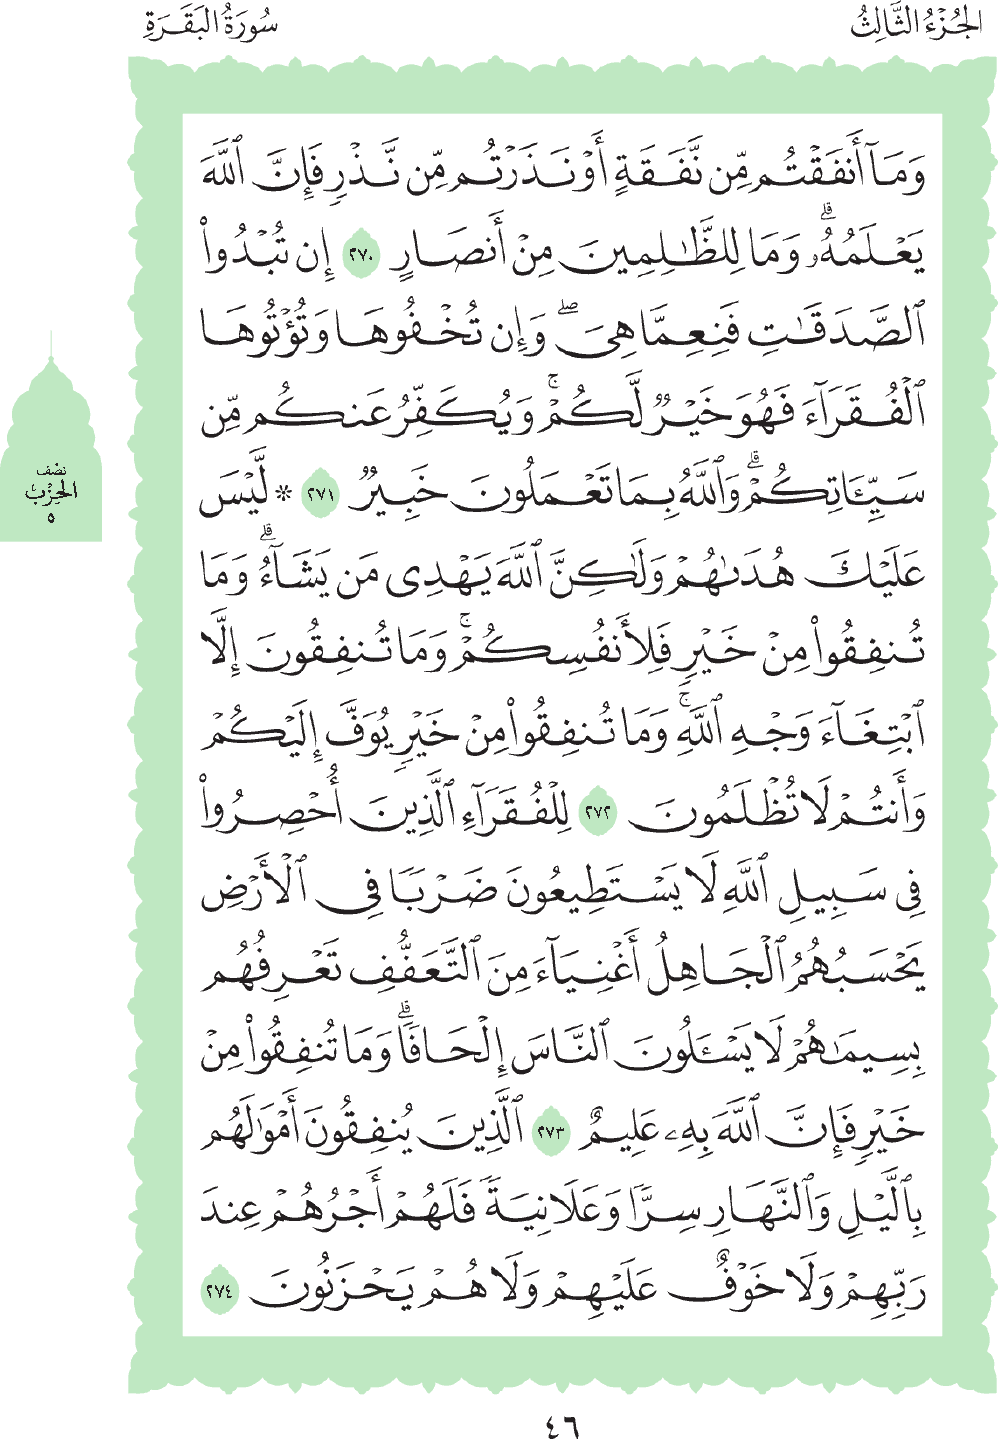 الجُزْءُ الثَّالِثُ
سُورَةُ البَقَرَةِ
وَمَآ أَنفَقْتُم مِّن نَّفَقَةٍ أَوْ نَذَرْتُم مِّن نَّذْرٍ فَإِنَّ ٱللَّهَ
يَعْلَمُهُۥۗ وَمَا لِلظَّـٰلِمِينَ مِنْ أَنصَارٍ ٢٧٠ إِن تُبْدُوا۟
ٱلصَّدَقَـٰتِ فَنِعِمَّا هِىَۖ وَإِن تُخْفُوهَا وَتُؤْتُوهَا
ٱلْفُقَرَآءَ فَهُوَ خَيْرٌ لَّكُمْۚ وَيُكَفِّرُ عَنكُم مِّن
سَيِّـَٔاتِكُمْۗ وَٱللَّهُ بِمَا تَعْمَلُونَ خَبِيرٌ ٢٧١ * لَّيْسَ
عَلَيْكَ هُدَىٰهُمْ وَلَـٰكِنَّ ٱللَّهَ يَهْدِى مَن يَشَآءُۗ وَمَا
تُنفِقُوا۟ مِنْ خَيْرٍ فَلِأَنفُسِكُمْۚ وَمَا تُنفِقُونَ إِلَّا
ٱبْتِغَآءَ وَجْهِ ٱللَّهِۚ وَمَا تُنفِقُوا۟ مِنْ خَيْرٍ يُوَفَّ إِلَيْكُمْ
وَأَنتُمْ لَا تُظْلَمُونَ ٢٧٢ لِلْفُقَرَآءِ ٱلَّذِينَ أُحْصِرُوا۟
فِى سَبِيلِ ٱللَّهِ لَا يَسْتَطِيعُونَ ضَرْبًا فِى ٱلْأَرْضِ
يَحْسَبُهُمُ ٱلْجَاهِلُ أَغْنِيَآءَ مِنَ ٱلتَّعَفُّفِ تَعْرِفُهُم
بِسِيمَـٰهُمْ لَا يَسْـَٔلُونَ ٱلنَّاسَ إِلْحَافًاۗ وَمَا تُنفِقُوا۟ مِنْ
خَيْرٍ فَإِنَّ ٱللَّهَ بِهِۦ عَلِيمٌ ٢٧٣ ٱلَّذِينَ يُنفِقُونَ أَمْوَٰلَهُم
بِٱلَّيْلِ وَٱلنَّهَارِ سِرًّا وَعَلَانِيَةً فَلَهُمْ أَجْرُهُمْ عِندَ
رَبِّهِمْ وَلَا خَوْفٌ عَلَيْهِمْ وَلَا هُمْ يَحْزَنُونَ ٢٧٤
نِصْف
الحِزْبِ
٥
٤٦